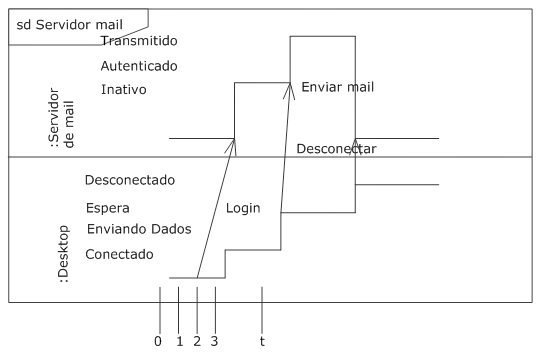 sd Servidor mail
Transmitido
Autenticado
Inativo
Enviar mail
:Servidor
de mail
Desconectar
Desconectado
Espera
Login
Enviando Dados
Conectado
:Desktop
0 1 2 3 t